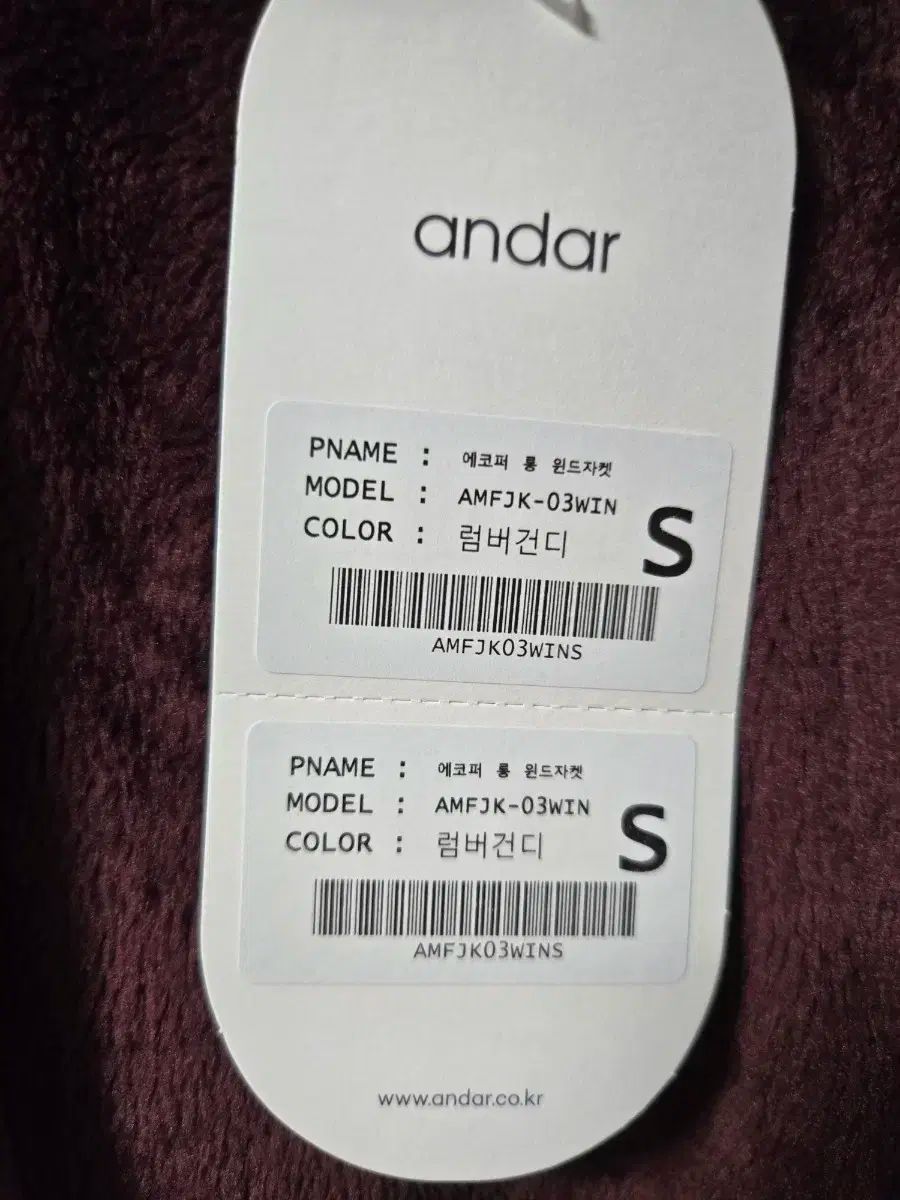 andar
PNAME : 에코퍼 롱 윈드자켓
MODEL : AMFJK-03WIN
COLOR : 럼버건디
S
AMFJK03WINS
PNAME : 에코퍼 롱 윈드자켓
MODEL : AMFJK-03WIN
COLOR : 럼버건디
S
AMFJK03WINS
www.andar.co.kr